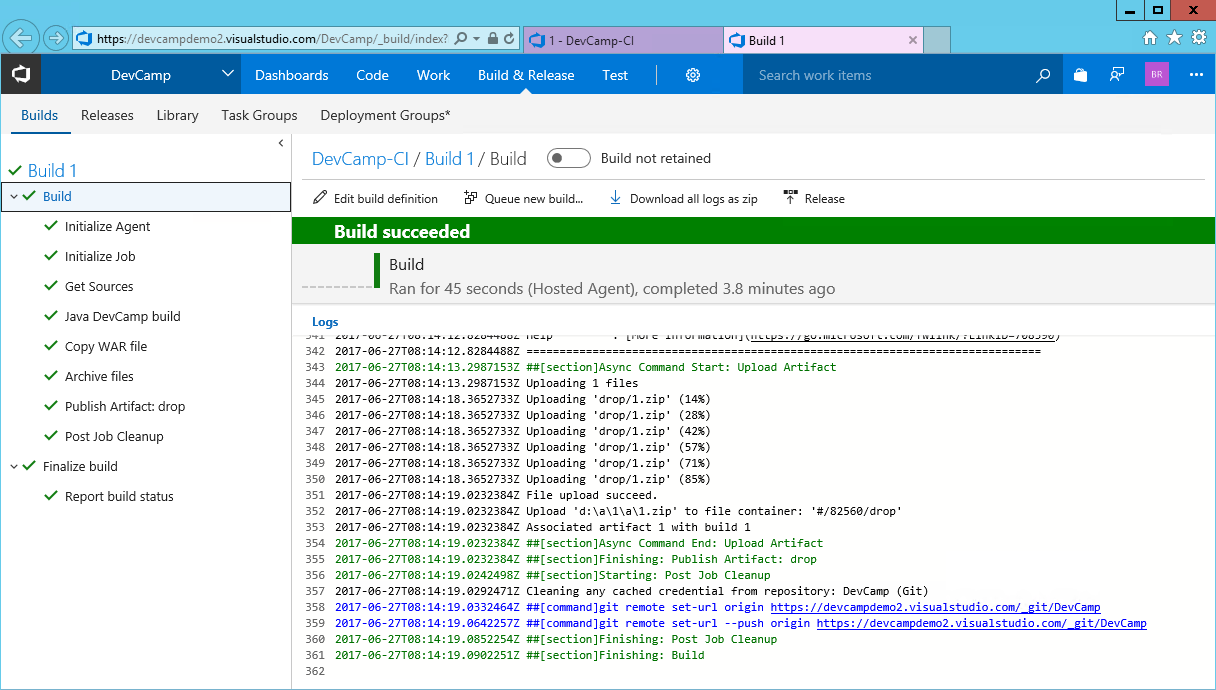 https://devcampdemo2.visualstudio.com/DevCamp/_build/index?
1 - DevCamp-CI
Build 1
DevCamp
Dashboards
Code
Work
Build & Release
Test
Search work items
BR
Builds
Releases
Library
Task Groups
Deployment Groups*
Build 1
Build
Initialize Agent
Initialize Job
Get Sources
Java DevCamp build
Copy WAR file
Archive files
Publish Artifact: drop
Post Job Cleanup
Finalize build
Report build status
DevCamp-CI / Build 1 / Build
Build not retained
Edit build definition
Queue new build...
Download all logs as zip
Release
Build succeeded
Build
Ran for 45 seconds (Hosted Agent), completed 3.8 minutes ago
Logs
341 2017-06-27T08:14:12.8284488Z Help : [More Information](https://go.microsoft.com/fwlink/?LinkID=708390)
342 2017-06-27T08:14:12.8284488Z ==============================================================================
343 2017-06-27T08:14:13.2987153Z ##[section]Async Command Start: Upload Artifact
344 2017-06-27T08:14:13.2987153Z Uploading 1 files
345 2017-06-27T08:14:18.3652733Z Uploading 'drop/1.zip' (14%)
346 2017-06-27T08:14:18.3652733Z Uploading 'drop/1.zip' (28%)
347 2017-06-27T08:14:18.3652733Z Uploading 'drop/1.zip' (42%)
348 2017-06-27T08:14:18.3652733Z Uploading 'drop/1.zip' (57%)
349 2017-06-27T08:14:18.3652733Z Uploading 'drop/1.zip' (71%)
350 2017-06-27T08:14:18.3652733Z Uploading 'drop/1.zip' (85%)
351 2017-06-27T08:14:19.0232384Z File upload succeed.
352 2017-06-27T08:14:19.0232384Z Upload 'd:\a\1\a\1.zip' to file container: '#/82560/drop'
353 2017-06-27T08:14:19.0232384Z Associated artifact 1 with build 1
354 2017-06-27T08:14:19.0232384Z ##[section]Async Command End: Upload Artifact
355 2017-06-27T08:14:19.0232384Z ##[section]Finishing: Publish Artifact: drop
356 2017-06-27T08:14:19.0242498Z ##[section]Starting: Post Job Cleanup
357 2017-06-27T08:14:19.0292471Z Cleaning any cached credential from repository: DevCamp (Git)
358 2017-06-27T08:14:19.0332464Z ##[command]git remote set-url origin https://devcampdemo2.visualstudio.com/_git/DevCamp
359 2017-06-27T08:14:19.0642257Z ##[command]git remote set-url --push origin https://devcampdemo2.visualstudio.com/_git/DevCamp
360 2017-06-27T08:14:19.0852254Z ##[section]Finishing: Post Job Cleanup
361 2017-06-27T08:14:19.0902251Z ##[section]Finishing: Build
362